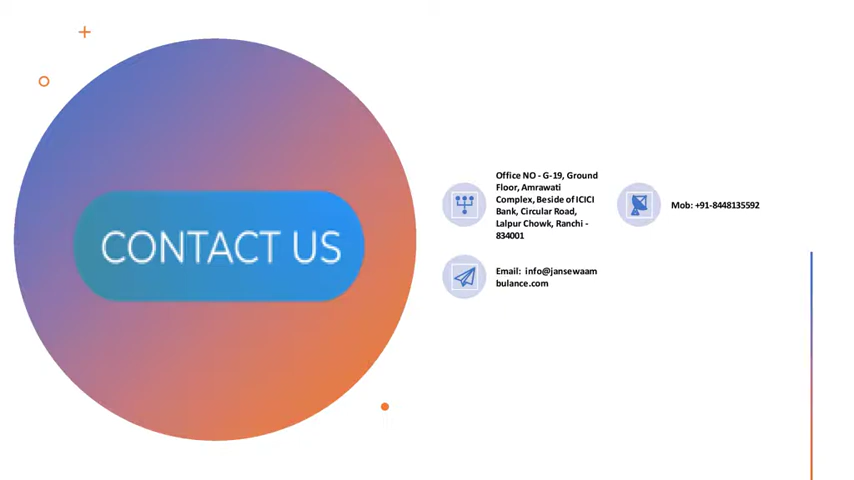 CONTACT US
Office NO - G-19, Ground
Floor, Amrawati
Complex, Beside of ICICI
Bank, Circular Road,
Lalpur Chowk, Ranchi -
834001
Mob: +91-8448135592
Email:  info@jansewaam
bulance.com